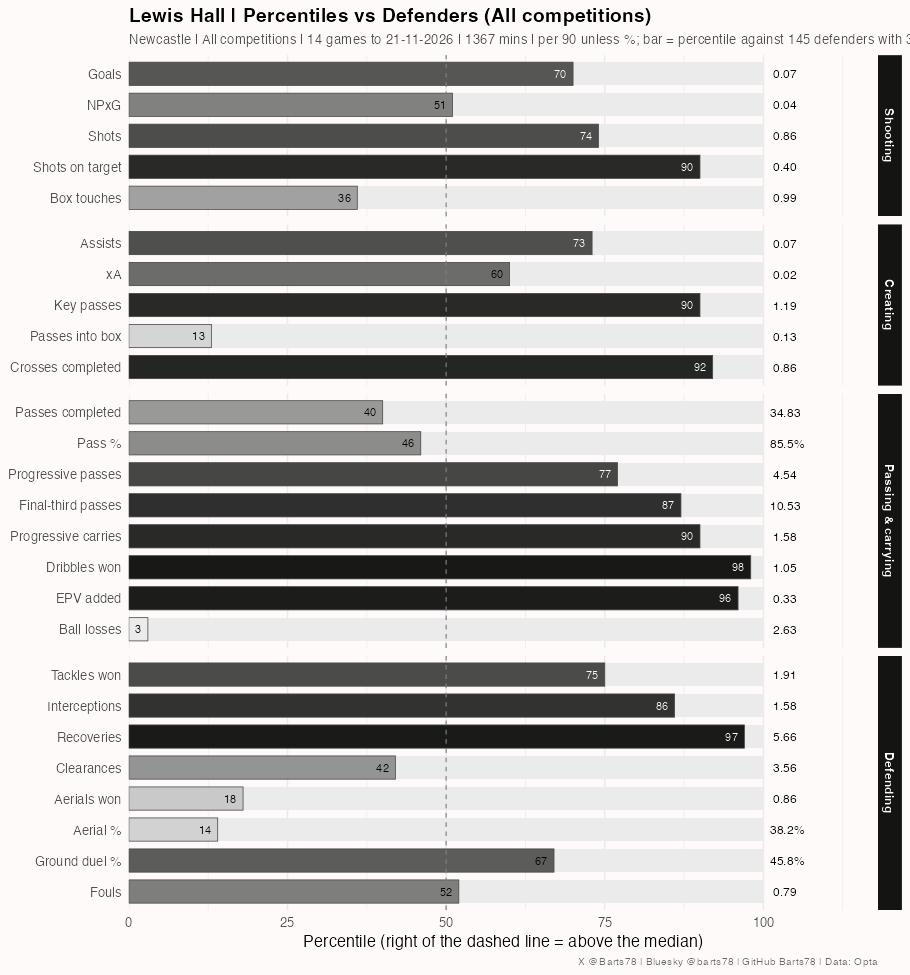 Lewis Hall | Percentiles vs Defenders (All competitions)
Newcastle | All competitions | 14 games to 21-11-2026 | 1367 mins | per 90 unless %; bar = percentile against 145 defenders with
Shooting
Goals 70 0.07
NPxG 51 0.04
Shots 74 0.86
Shots on target 90 0.40
Box touches 36 0.99
Creating
Assists 73 0.07
xA 60 0.02
Key passes 90 1.19
Passes into box 13 0.13
Crosses completed 92 0.86
Passing & carrying
Passes completed 40 34.83
Pass % 46 85.5%
Progressive passes 77 4.54
Final-third passes 87 10.53
Progressive carries 90 1.58
Dribbles won 98 1.05
EPV added 96 0.33
Ball losses 3 2.63
Defending
Tackles won 75 1.91
Interceptions 86 1.58
Recoveries 97 5.66
Clearances 42 3.56
Aerials won 18 0.86
Aerial % 14 38.2%
Ground duel % 67 45.8%
Fouls 52 0.79
0 25 50 75 100
Percentile (right of the dashed line = above the median)
X @Barts78 | Bluesky @barts78 | GitHub Barts78 | Data: Opta